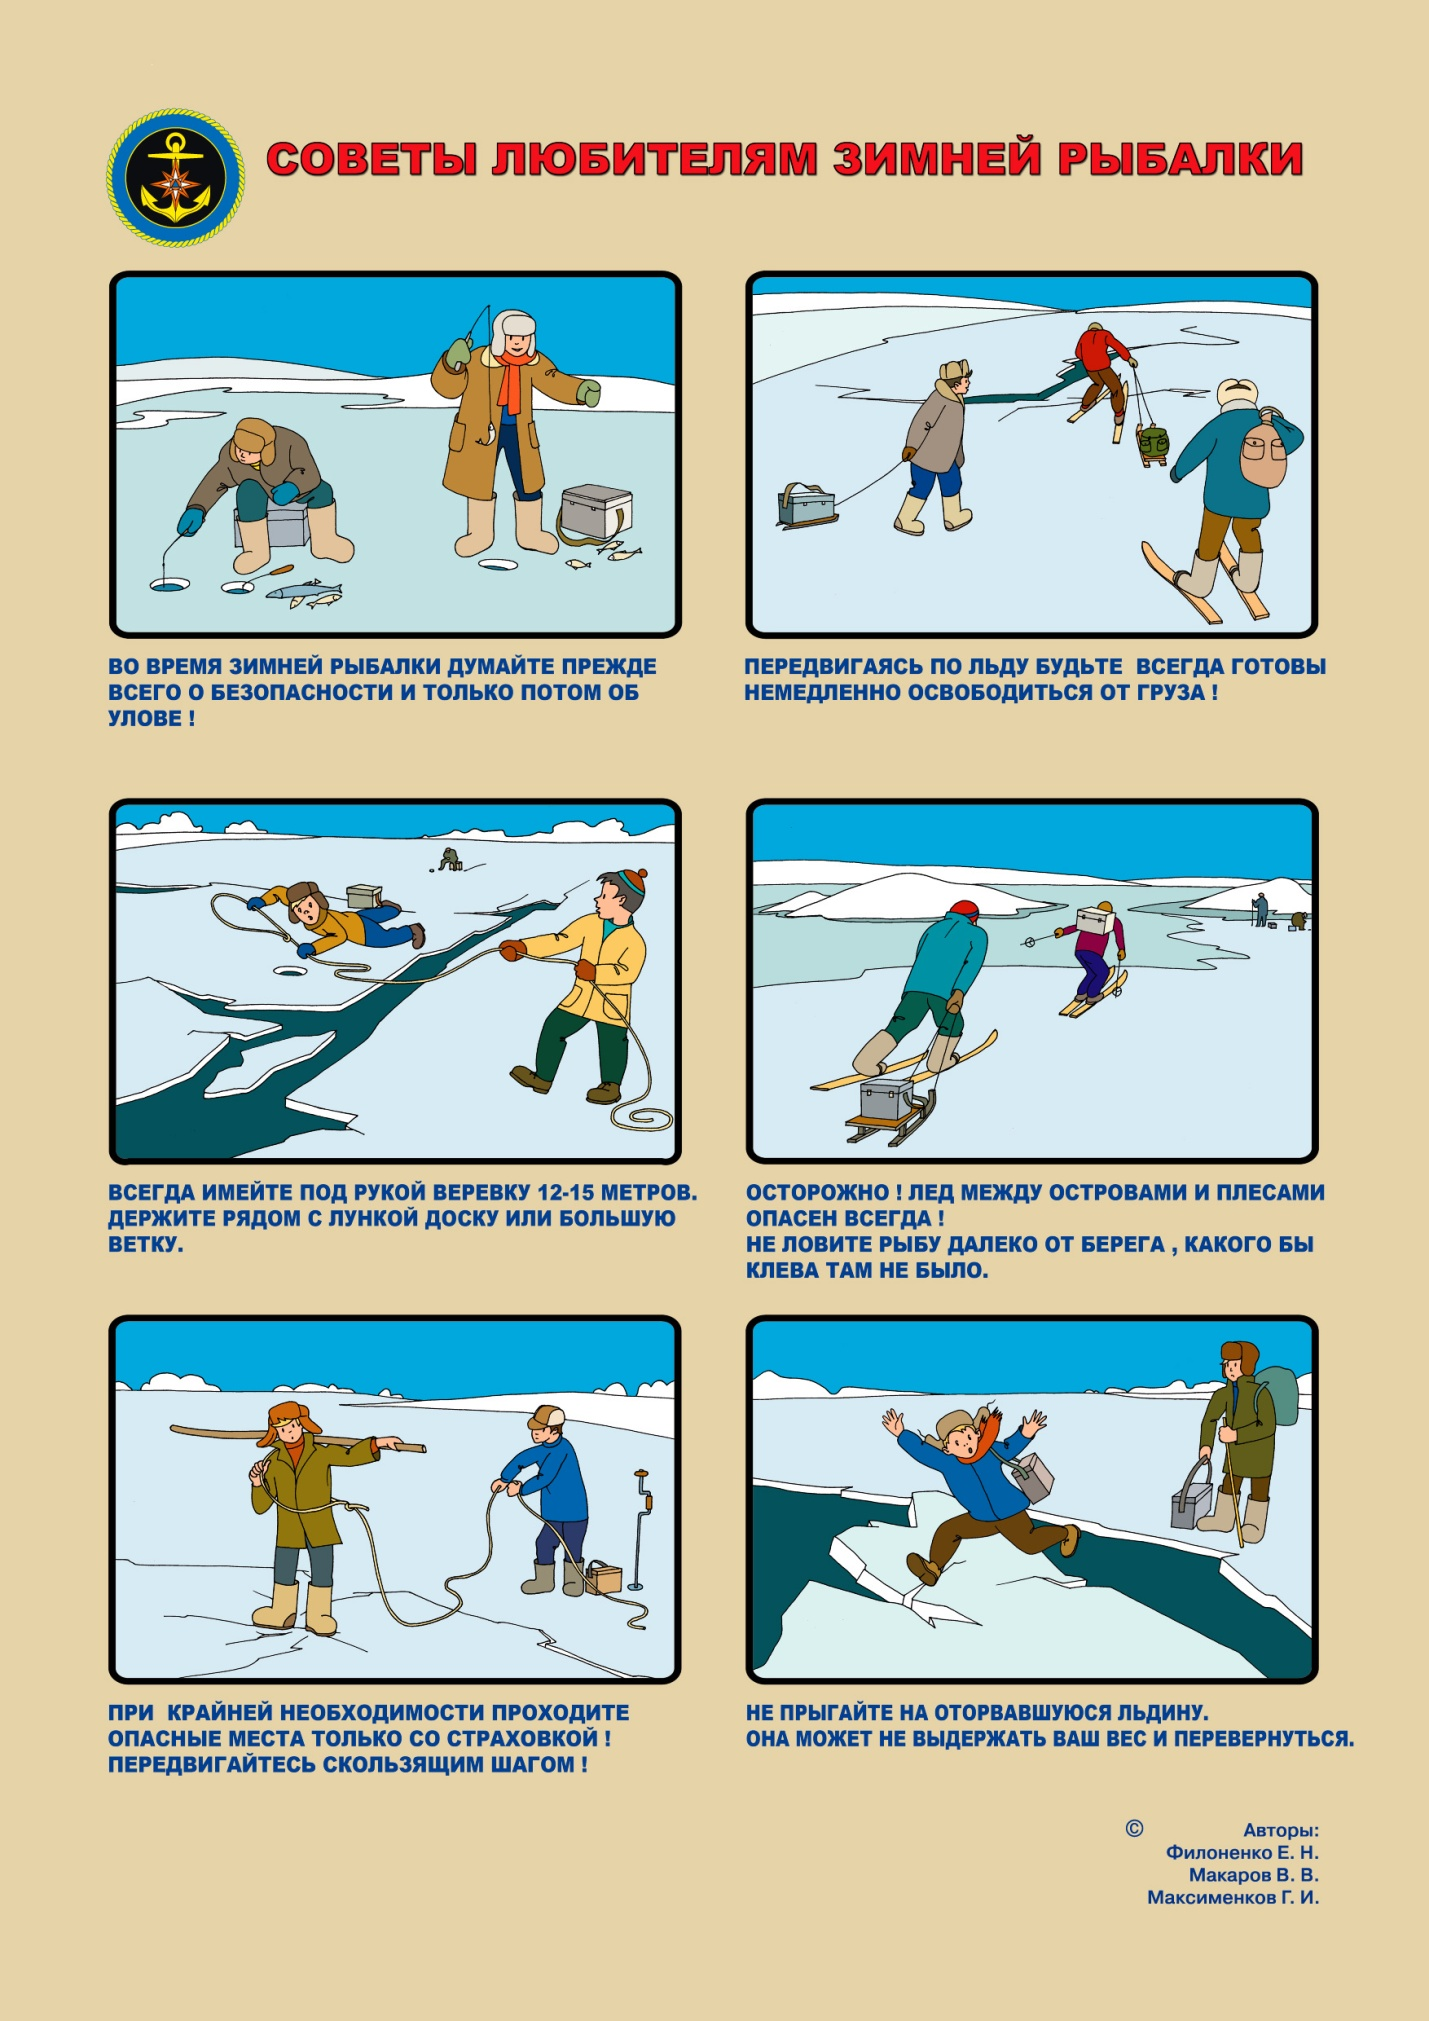 СОВЕТЫ ЛЮБИТЕЛЯМ ЗИМНЕЙ РЫБАЛКИ
ВО ВРЕМЯ ЗИМНЕЙ РЫБАЛКИ ДУМАЙТЕ ПРЕЖДЕ
ВСЕГО О БЕЗОПАСНОСТИ И ТОЛЬКО ПОТОМ ОБ
УЛОВЕ !
ПЕРЕДВИГАЯСЬ ПО ЛЬДУ БУДЬТЕ ВСЕГДА ГОТОВЫ
НЕМЕДЛЕННО ОСВОБОДИТЬСЯ ОТ ГРУЗА !
ВСЕГДА ИМЕЙТЕ ПОД РУКОЙ ВЕРЕВКУ 12-15 МЕТРОВ.
ДЕРЖИТЕ РЯДОМ С ЛУНКОЙ ДОСКУ ИЛИ БОЛЬШУЮ
ВЕТКУ.
ОСТОРОЖНО ! ЛЕД МЕЖДУ ОСТРОВАМИ И ПЛЕСАМИ
ОПАСЕН ВСЕГДА !
НЕ ЛОВИТЕ РЫБУ ДАЛЕКО ОТ БЕРЕГА , КАКОГО БЫ
КЛЕВА ТАМ НЕ БЫЛО.
ПРИ КРАЙНЕЙ НЕОБХОДИМОСТИ ПРОХОДИТЕ
ОПАСНЫЕ МЕСТА ТОЛЬКО СО СТРАХОВКОЙ !
ПЕРЕДВИГАЙТЕСЬ СКОЛЬЗЯЩИМ ШАГОМ !
НЕ ПРЫГАЙТЕ НА ОТОРВАВШУЮСЯ ЛЬДИНУ.
ОНА МОЖЕТ НЕ ВЫДЕРЖАТЬ ВАШ ВЕС И ПЕРЕВЕРНУТЬСЯ.
© Авторы:
Филоненко Е. Н.
Макаров В. В.
Максименков Г. И.